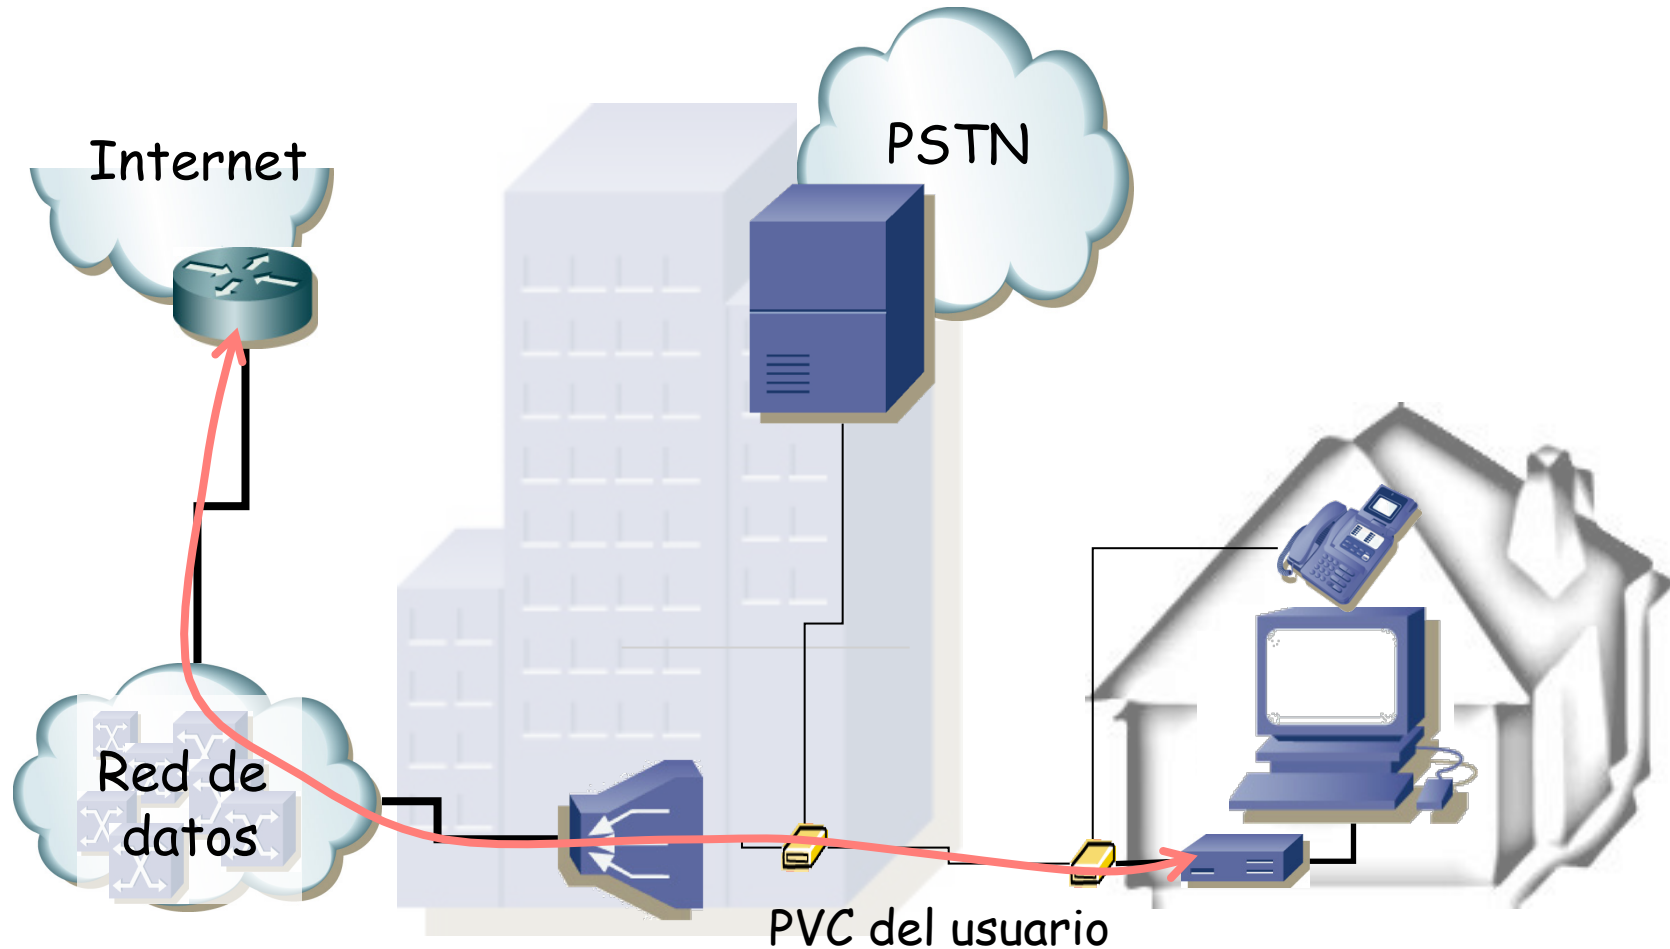 Internet
PSTN
Red de
datos
PVC del usuario